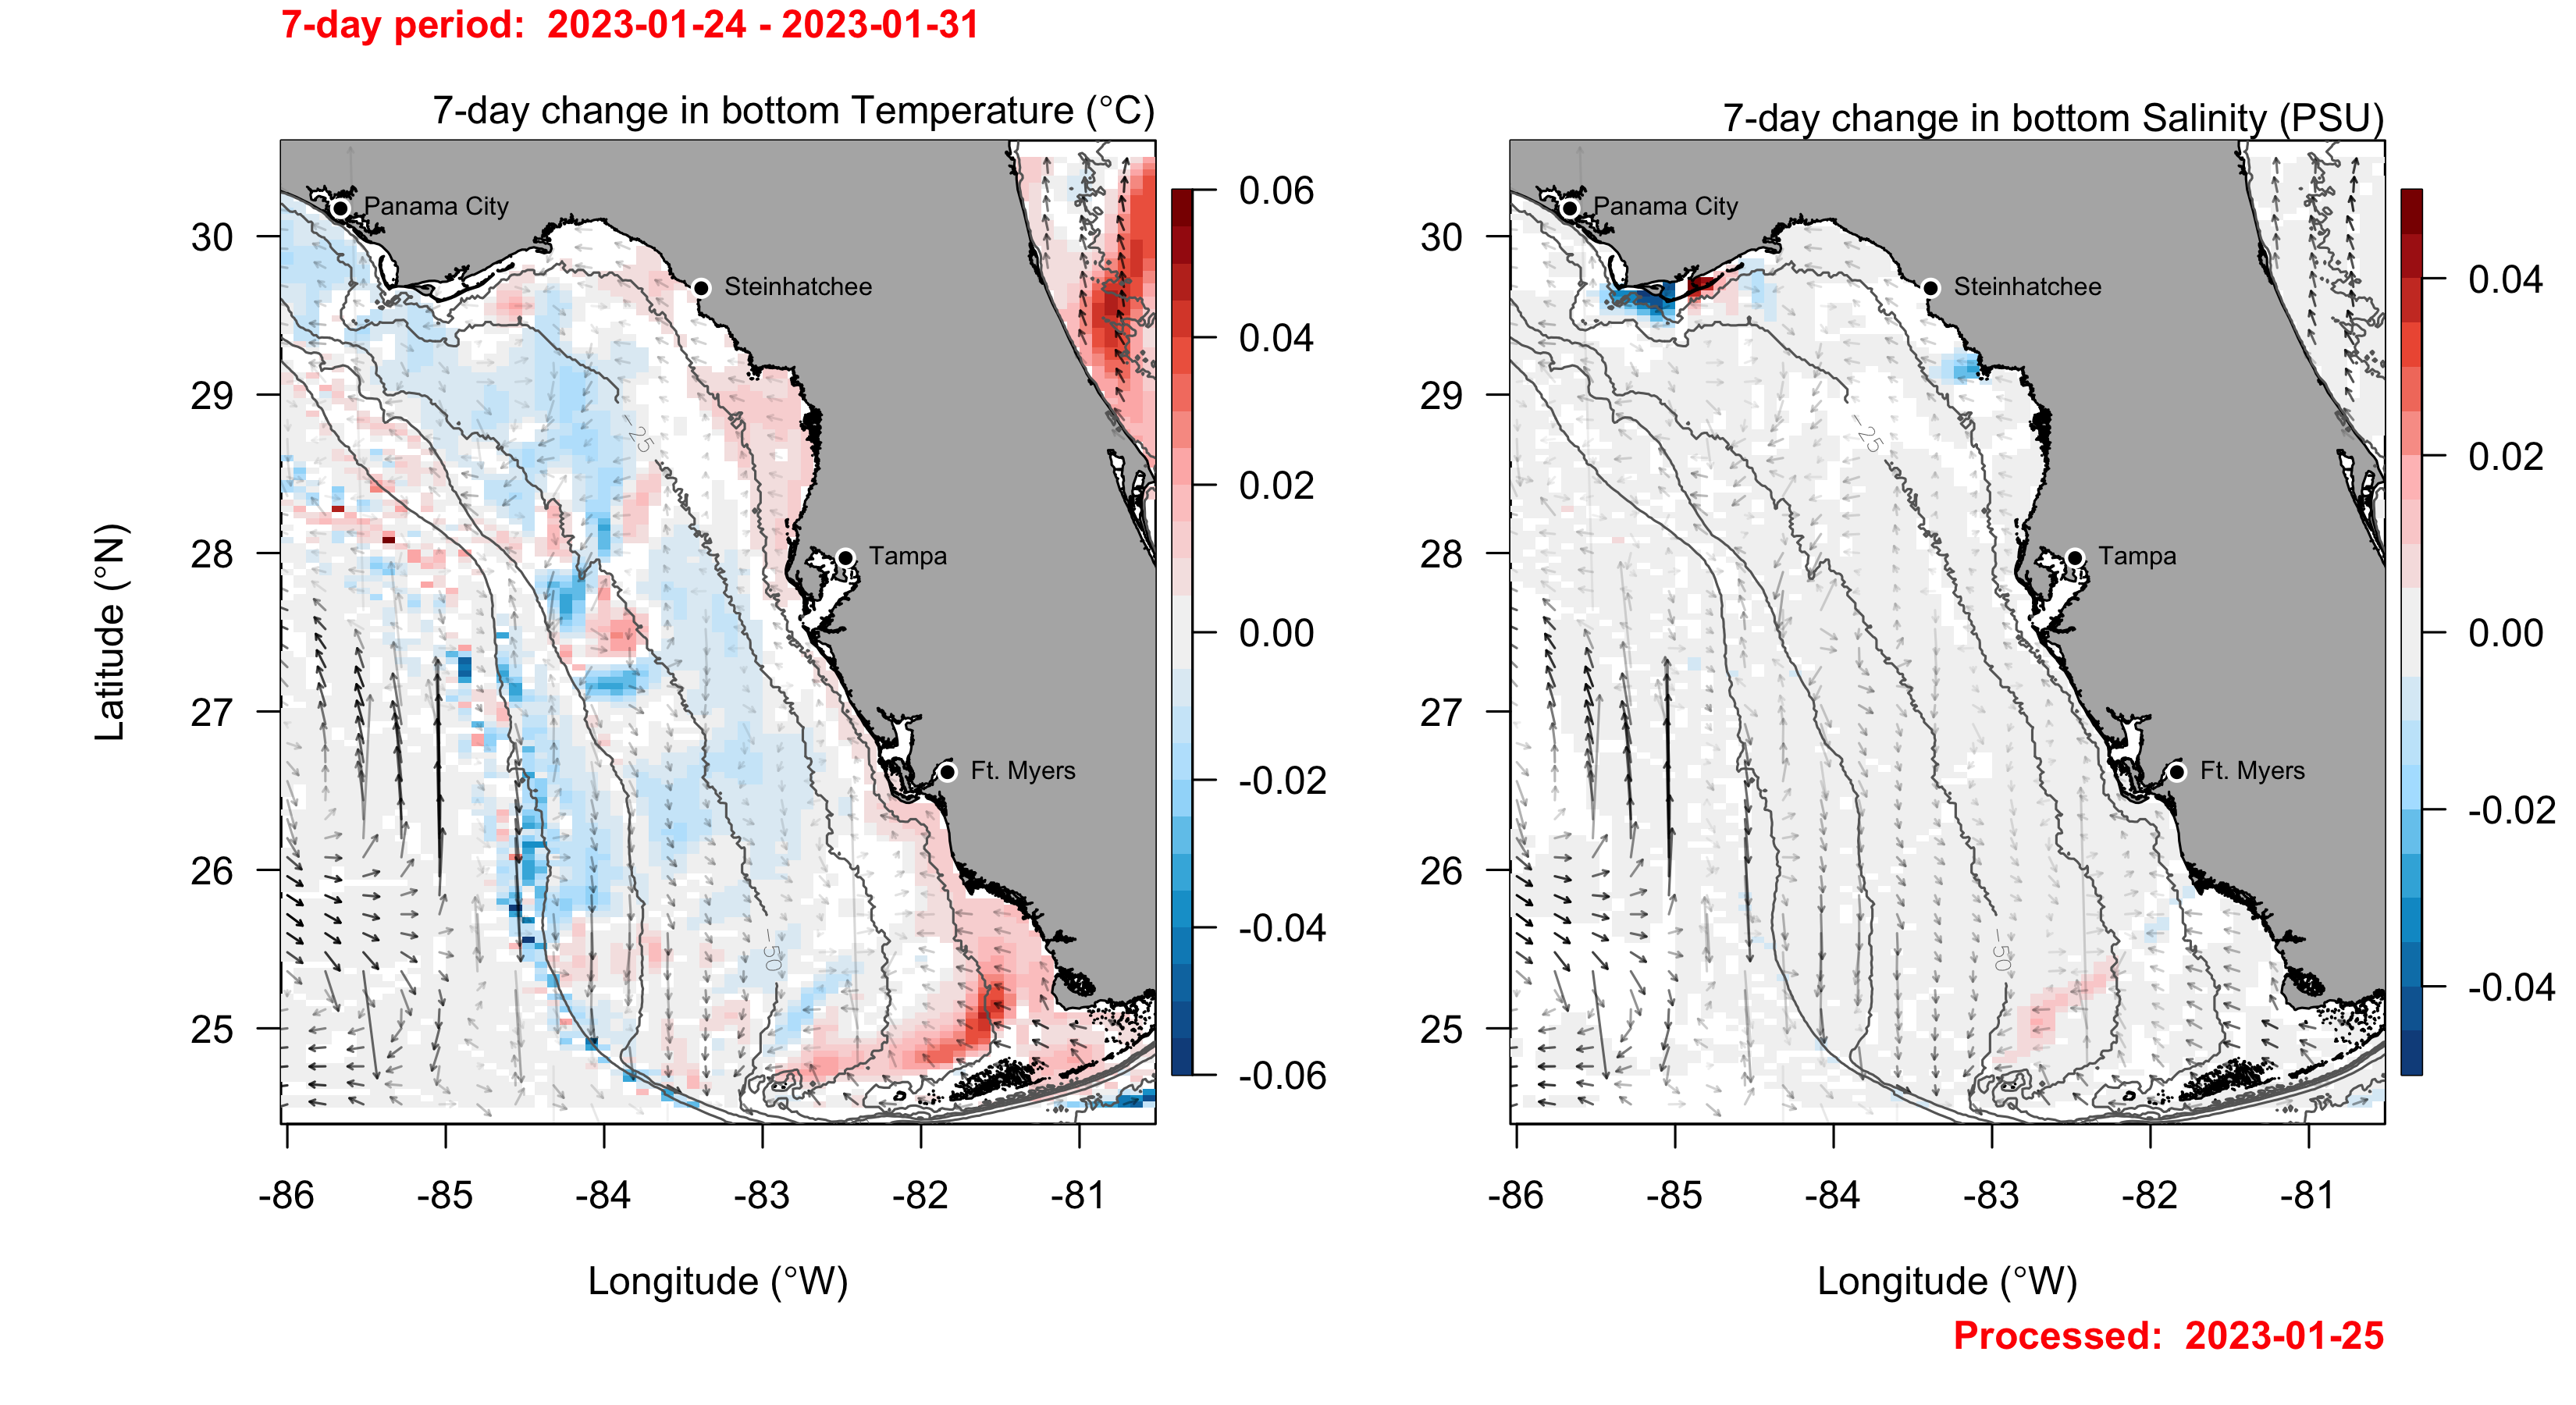 7-day period: 2023-01-24 - 2023-01-31
7-day change in bottom Temperature (°C)
7-day change in bottom Salinity (PSU)
Panama City
Steinhatchee
Tampa
Ft. Myers
-25
-50
30
29
28
27
26
25
Latitude (°N)
-86 -85 -84 -83 -82 -81
Longitude (°W)
0.06
0.04
0.02
0.00
-0.02
-0.04
-0.06
Panama City
Steinhatchee
Tampa
Ft. Myers
-25
-50
30
29
28
27
26
25
-86 -85 -84 -83 -82 -81
Longitude (°W)
0.04
0.02
0.00
-0.02
-0.04
Processed: 2023-01-25